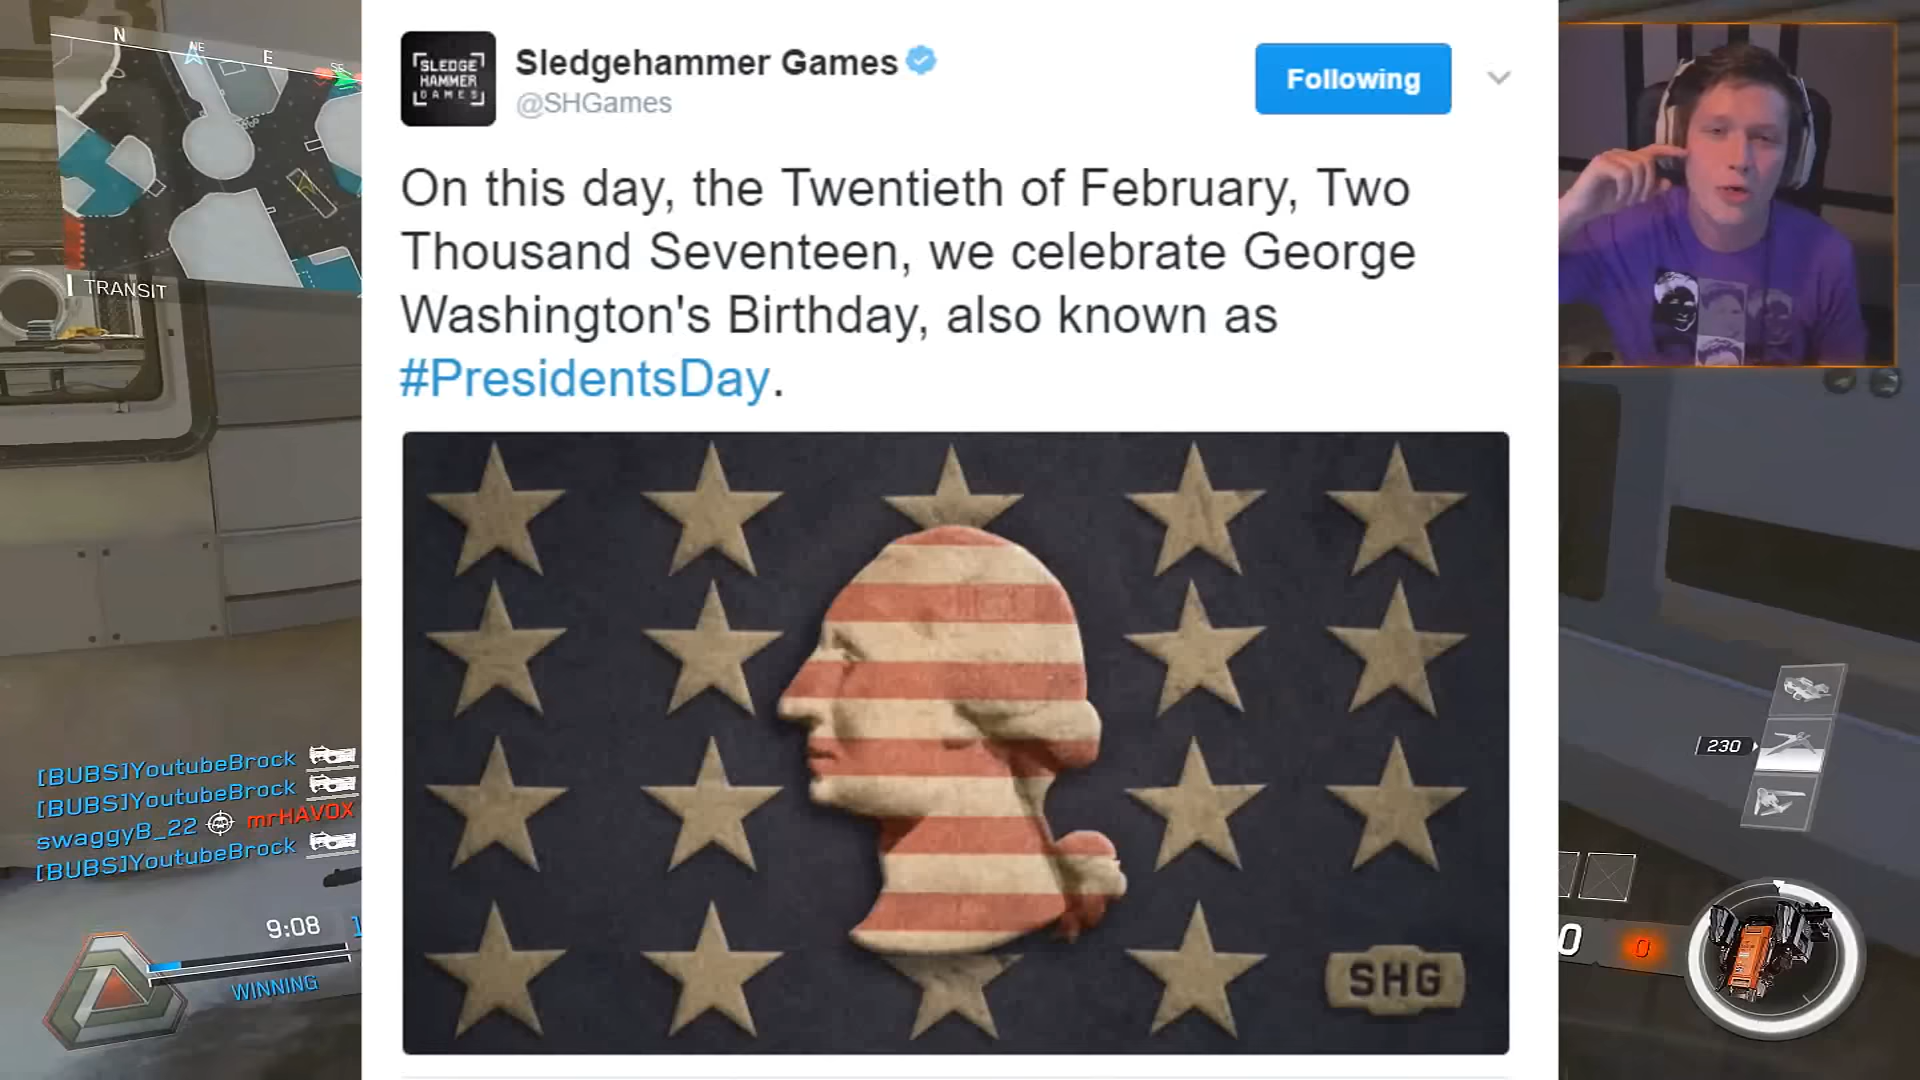 N
NE
E
SE
TRANSIT
SLEDGE
HAMMER
GAMES
Sledgehammer Games
@SHGames
Following
On this day, the Twentieth of February, Two
Thousand Seventeen, we celebrate George
Washington's Birthday, also known as
#PresidentsDay.
SHG
[BUBS]YoutubeBrock
[BUBS]YoutubeBrock
swaggyB_22 mrHAVOX
[BUBS]YoutubeBrock
9:08
WINNING
230
0